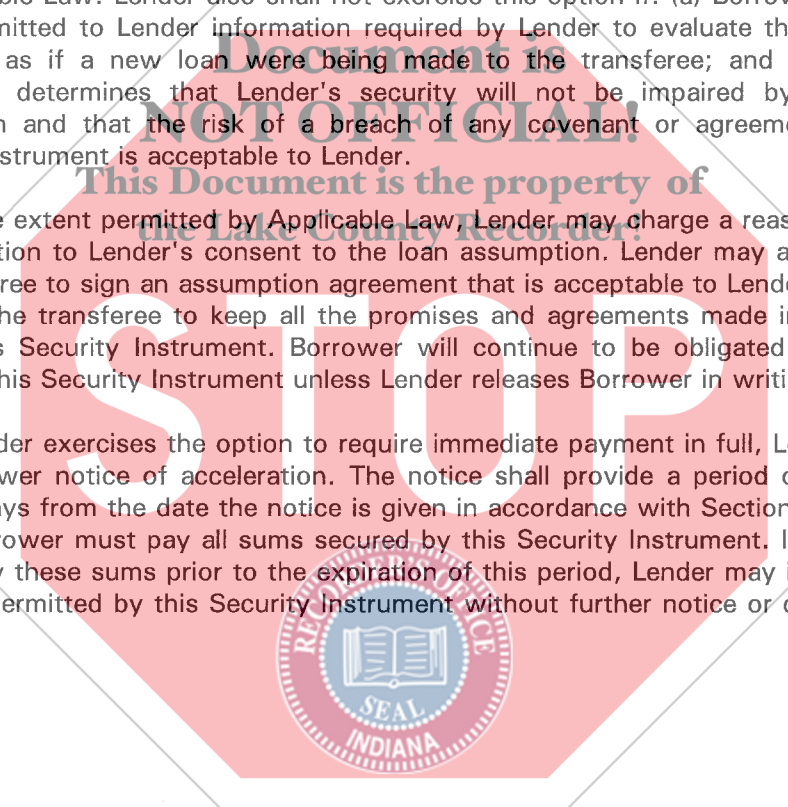 ble Law. Lender also shall not exercise this option if: (a) Borrow
mitted to Lender information required by Lender to evaluate th
as if a new loan were being made to the transferee; and
determines that Lender's security will not be impaired by
n and that the risk of a breach of any covenant or agreeme
nstrument is acceptable to Lender.
Document is
NOT OFFICIAL!
This Document is the property of
the Lake County Recorder!
e extent permitted by Applicable Law, Lender may charge a reas
tion to Lender's consent to the loan assumption. Lender may a
ree to sign an assumption agreement that is acceptable to Lende
he transferee to keep all the promises and agreements made in
s Security Instrument. Borrower will continue to be obligated
his Security Instrument unless Lender releases Borrower in writi
STOP
der exercises the option to require immediate payment in full, Le
wer notice of acceleration. The notice shall provide a period o
ys from the date the notice is given in accordance with Section
rower must pay all sums secured by this Security Instrument. I
y these sums prior to the expiration of this period, Lender may i
ermitted by this Security Instrument without further notice or d
RECORDER'S OFFICE
SEAL
INDIANA